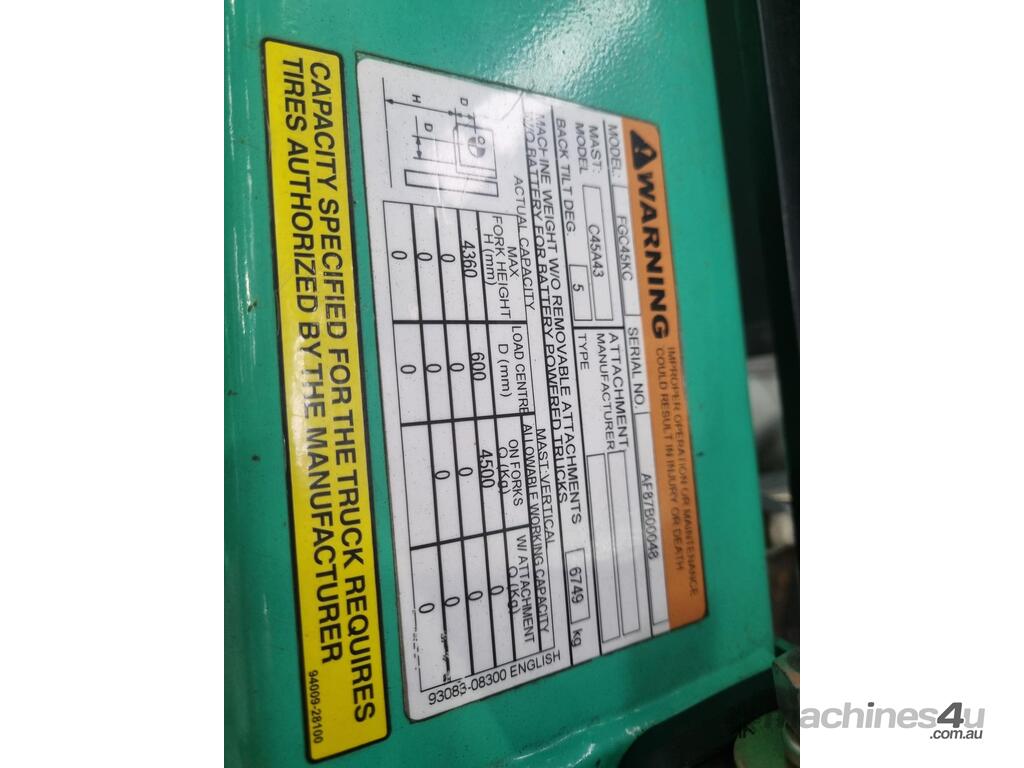 WARNING
IMPROPER OPERATION OR MAINTENANCE
COULD RESULT IN INJURY OR DEATH
MODEL: FGC45KC SERIAL NO. AF87B00048
MAST: MODEL C45A43 ATTACHMENT MANUFACTURER
BACK TILT DEG. 5 TYPE
MACHINE WEIGHT W/O REMOVABLE ATTACHMENTS 6749 kg
W/O BATTERY FOR BATTERY POWERED TRUCKS
ACTUAL CAPACITY MAST:VERTICAL
MAX FORK HEIGHT H (mm) LOAD CENTRE D (mm) ALLOWABLE WORKING CAPACITY
ON FORKS Q (Kg) W/ATTACHMENT Q (Kg)
4360 600 4500 0
0 0 0 0
0 0 0 0
0 0 0 0
D
Q
H
D
93083-08300 ENGLISH
CAPACITY SPECIFIED FOR THE TRUCK REQUIRES
TIRES AUTHORIZED BY THE MANUFACTURER
94009-28100
machines4u
.com.au